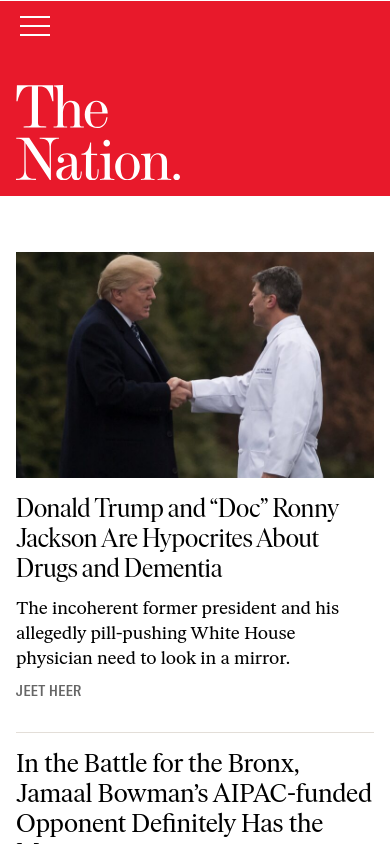 The
Nation.
Donald Trump and “Doc” Ronny
Jackson Are Hypocrites About
Drugs and Dementia
The incoherent former president and his
allegedly pill-pushing White House
physician need to look in a mirror.
JEET HEER
In the Battle for the Bronx,
Jamaal Bowman’s AIPAC-funded
Opponent Definitely Has the